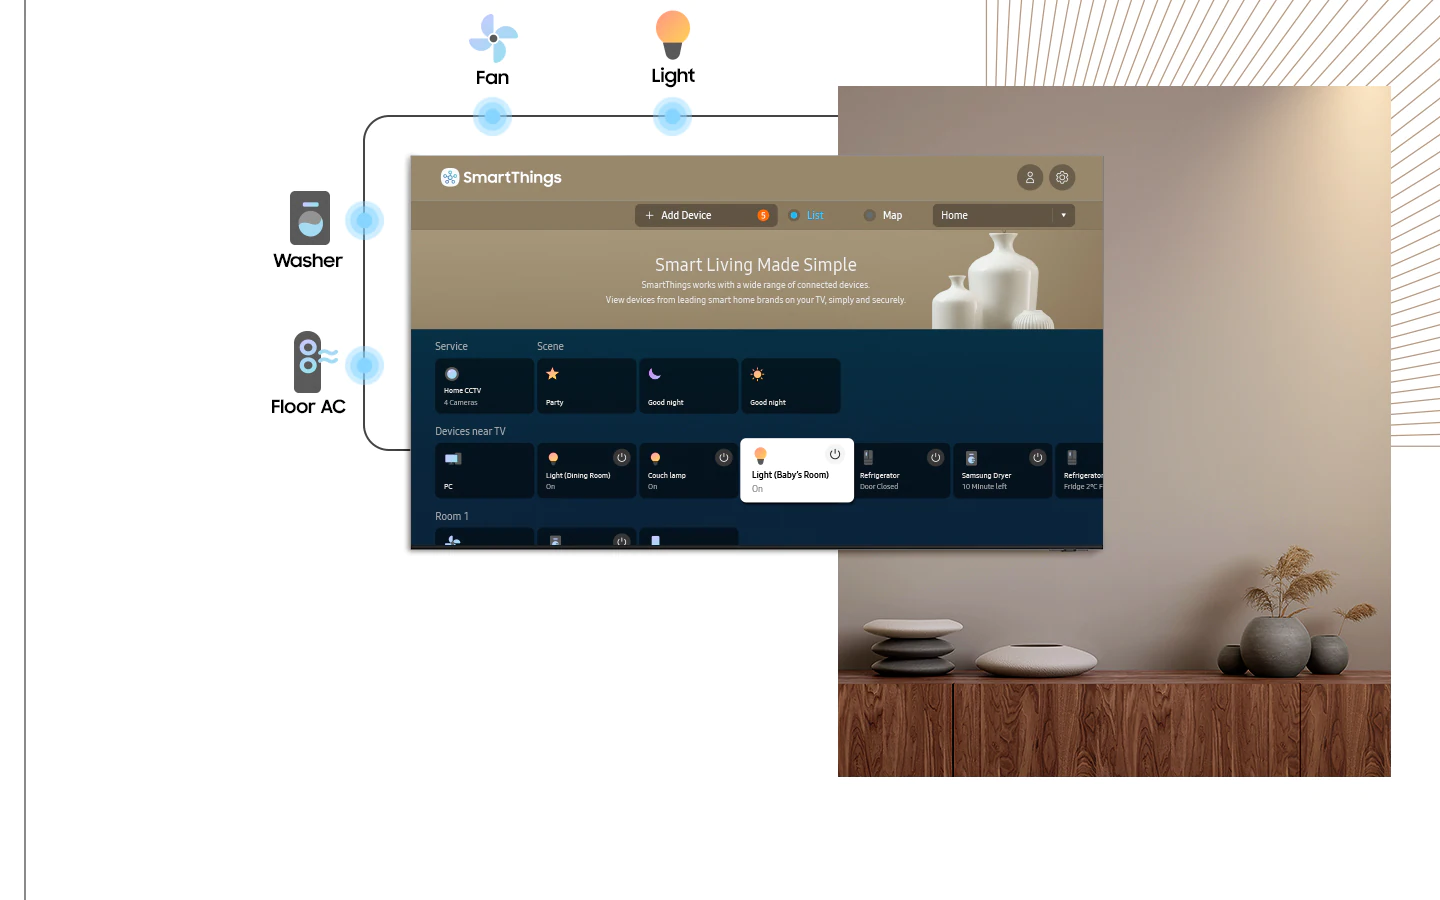 Fan
Light
Washer
Floor AC
SmartThings
+ Add Device 5
List
Map
Home
Smart Living Made Simple
SmartThings works with a wide range of connected devices.
View devices from leading smart home brands on your TV, simply and securely.
Service
Scene
Home CCTV
4 Cameras
Party
Good night
Good night
Devices near TV
PC
Light (Dining Room)
On
Couch lamp
On
Light (Baby's Room)
On
Refrigerator
Door Closed
Samsung Dryer
10 Minute left
Refrigerator
Fridge 2°C F
Room 1